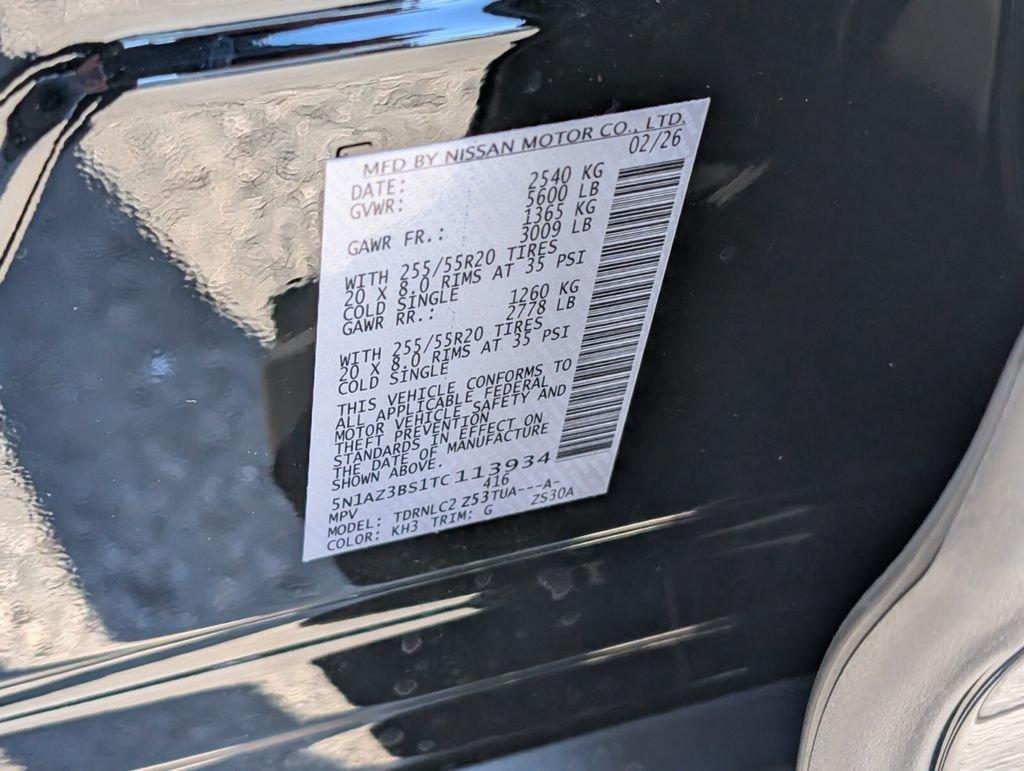 MFD BY NISSAN MOTOR CO., LTD.
DATE: 02/26
GVWR: 2540 KG
5600 LB
GAWR FR.: 1365 KG
3009 LB
WITH 255/55R20 TIRES
20 X 8.0 RIMS AT 35 PSI
COLD SINGLE
GAWR RR.: 1260 KG
2778 LB
WITH 255/55R20 TIRES
20 X 8.0 RIMS AT 35 PSI
COLD SINGLE
THIS VEHICLE CONFORMS TO
ALL APPLICABLE FEDERAL
MOTOR VEHICLE SAFETY AND
THEFT PREVENTION
STANDARDS IN EFFECT ON
THE DATE OF MANUFACTURE
SHOWN ABOVE.
5N1AZ3BS1TC113934
MPV 416
MODEL: TDRNLC2 Z53TUA---A-
COLOR: KH3 TRIM: G ZS30A